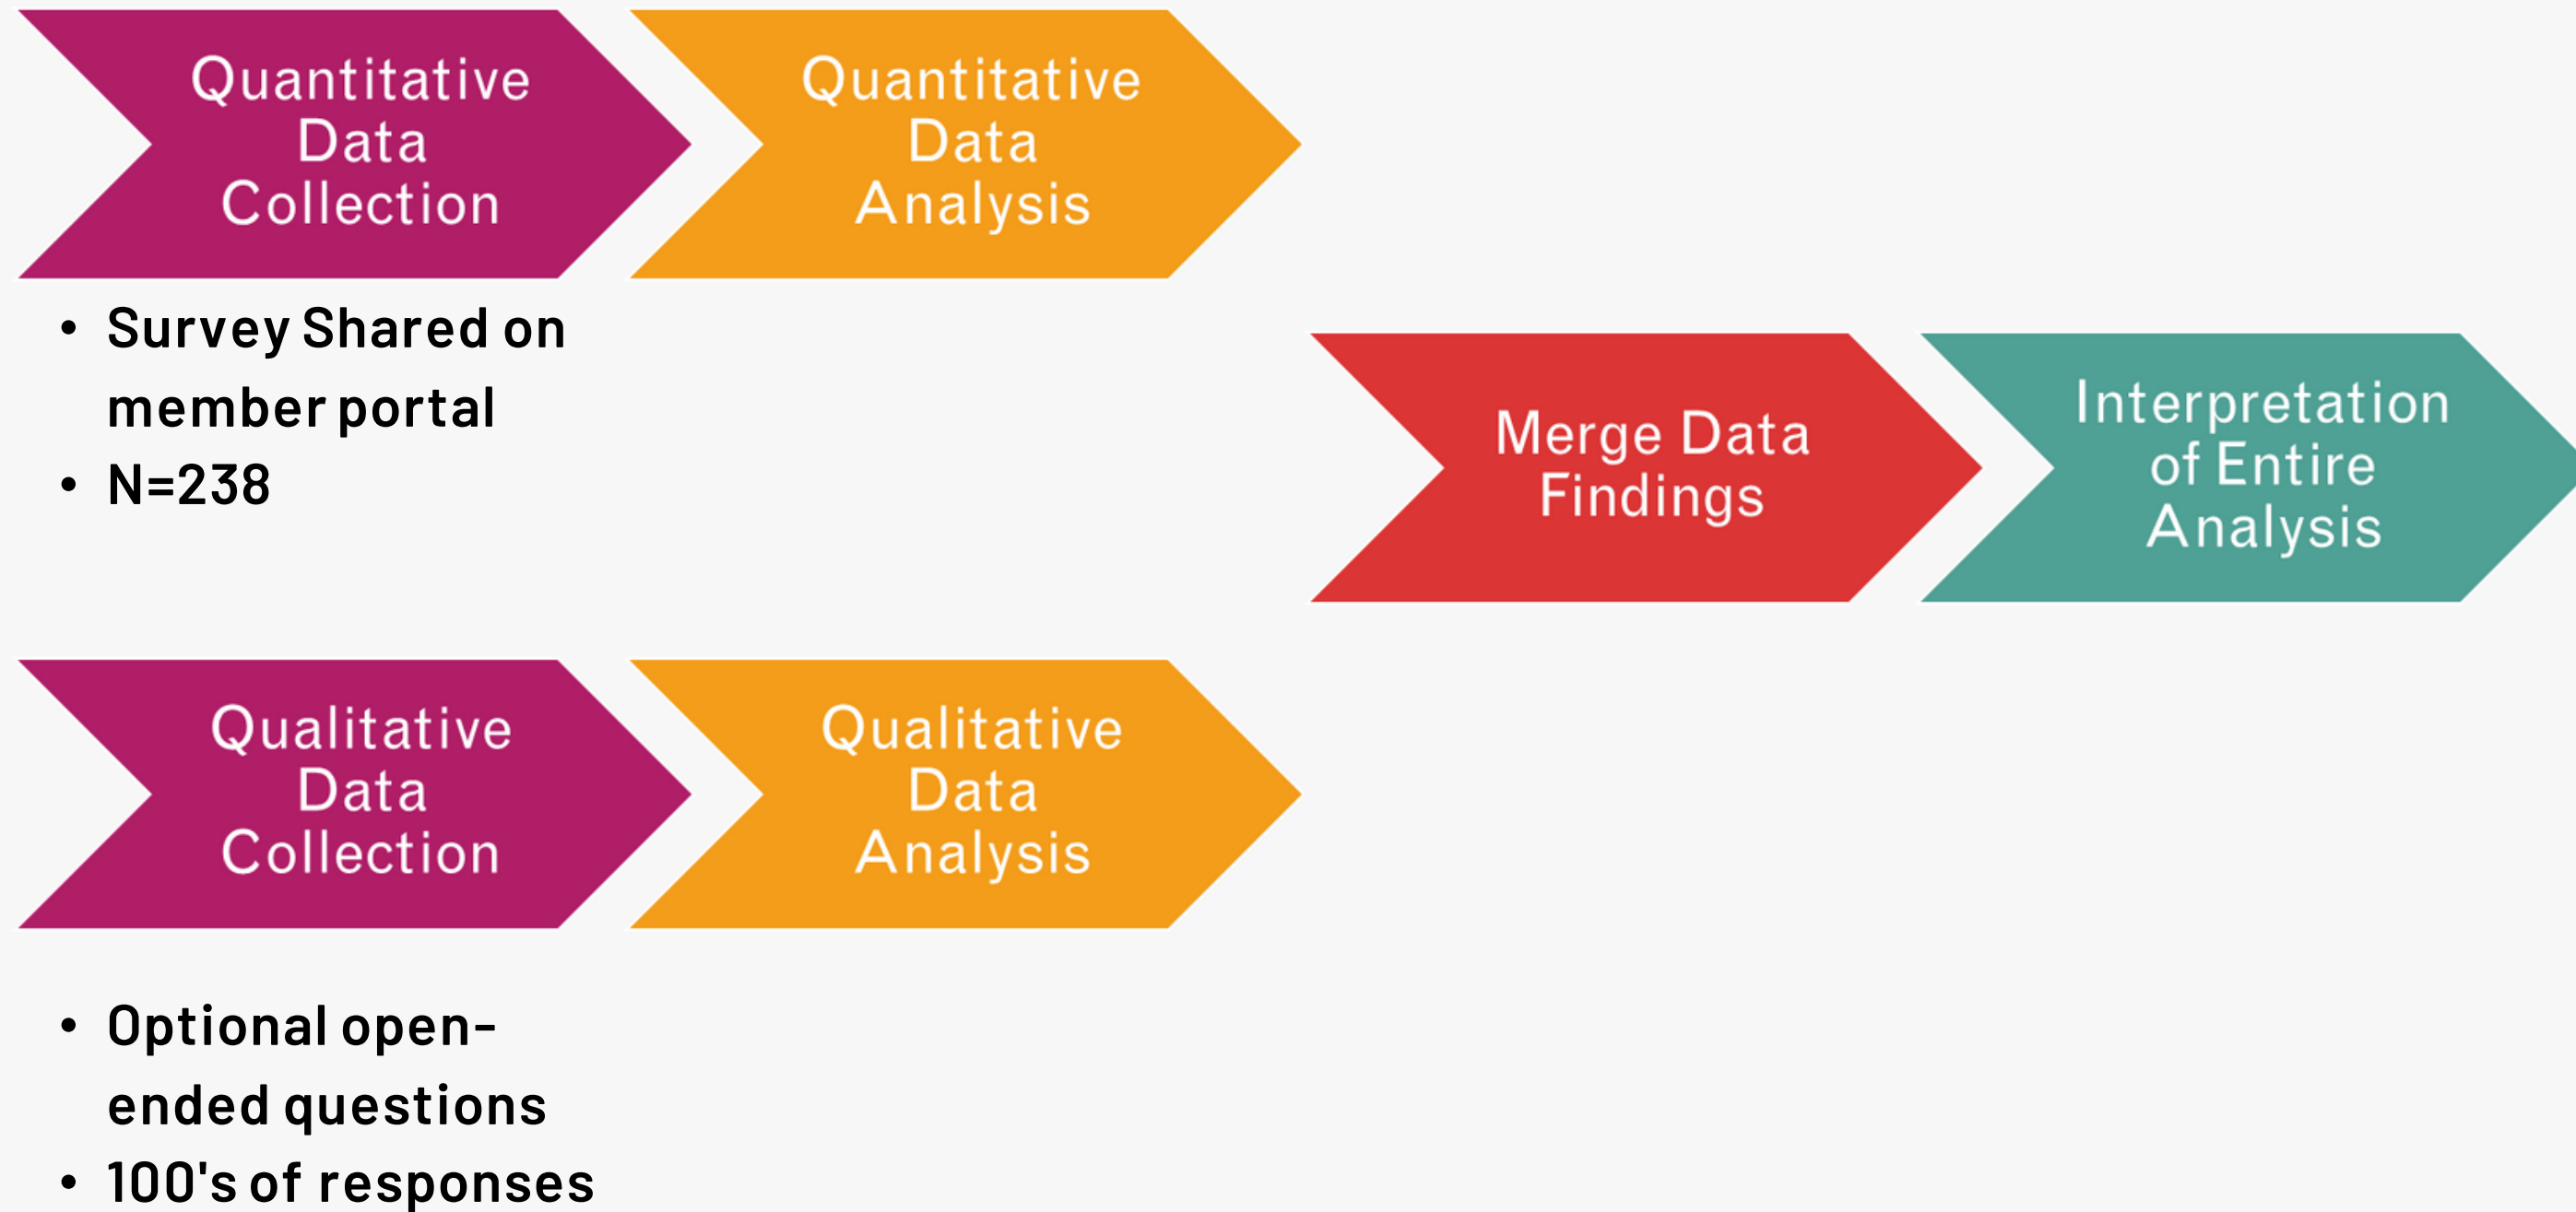 Quantitative
Data
Collection
Quantitative
Data
Analysis
• Survey Shared on
member portal
• N=238
Merge Data
Findings
Interpretation
of Entire
Analysis
Qualitative
Data
Collection
Qualitative
Data
Analysis
• Optional open-
ended questions
• 100's of responses